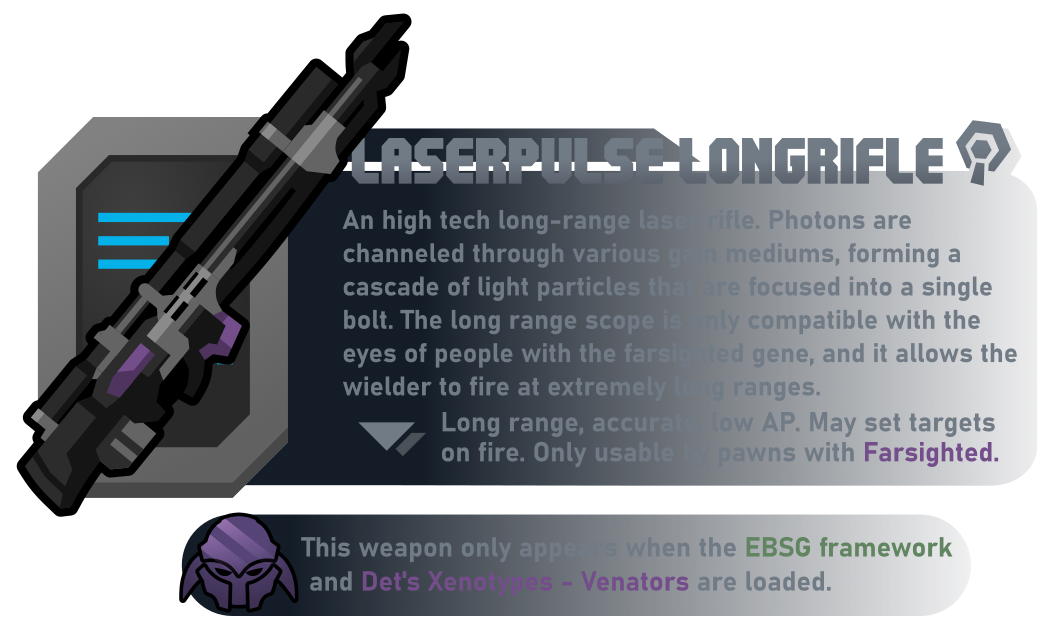 LASERPULSE LONGRIFLE
An high tech long-range laser rifle. Photons are
channeled through various gain mediums, forming a
cascade of light particles that are focused into a single
bolt. The long range scope is only compatible with the
eyes of people with the farsighted gene, and it allows the
wielder to fire at extremely long ranges.
Long range, accurate, low AP. May set targets
on fire. Only usable by pawns with Farsighted.
This weapon only appears when the EBSG framework
and Det's Xenotypes - Venators are loaded.